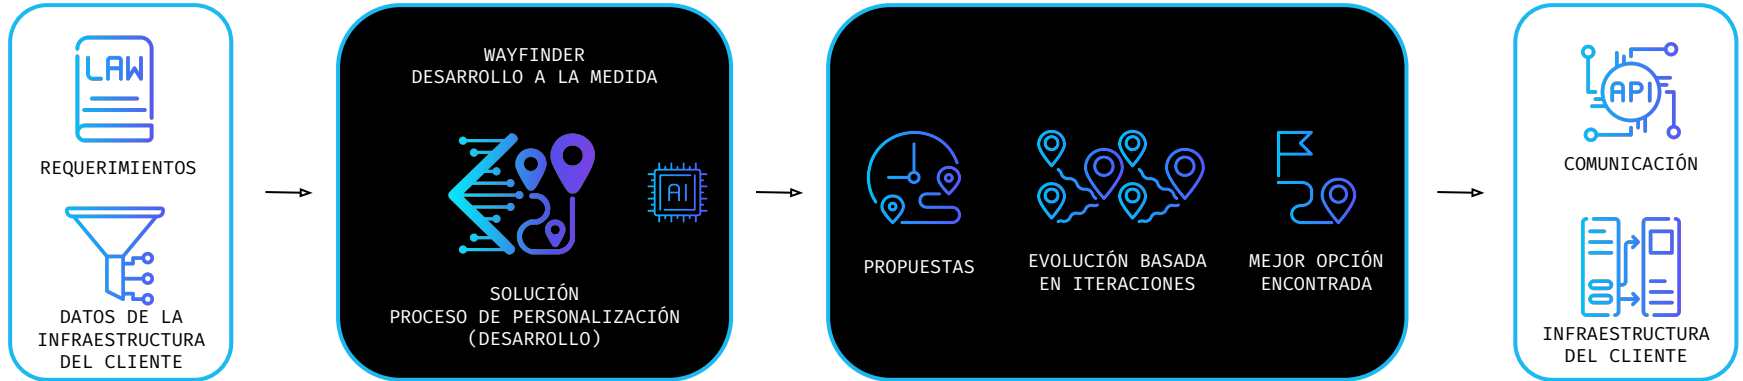 LAW
REQUERIMIENTOS
DATOS DE LA
INFRAESTRUCTURA
DEL CLIENTE
WAYFINDER
DESARROLLO A LA MEDIDA
AI
SOLUCIÓN
PROCESO DE PERSONALIZACIÓN
(DESARROLLO)
PROPUESTAS
EVOLUCIÓN BASADA
EN ITERACIONES
MEJOR OPCIÓN
ENCONTRADA
API
COMUNICACIÓN
INFRAESTRUCTURA
DEL CLIENTE